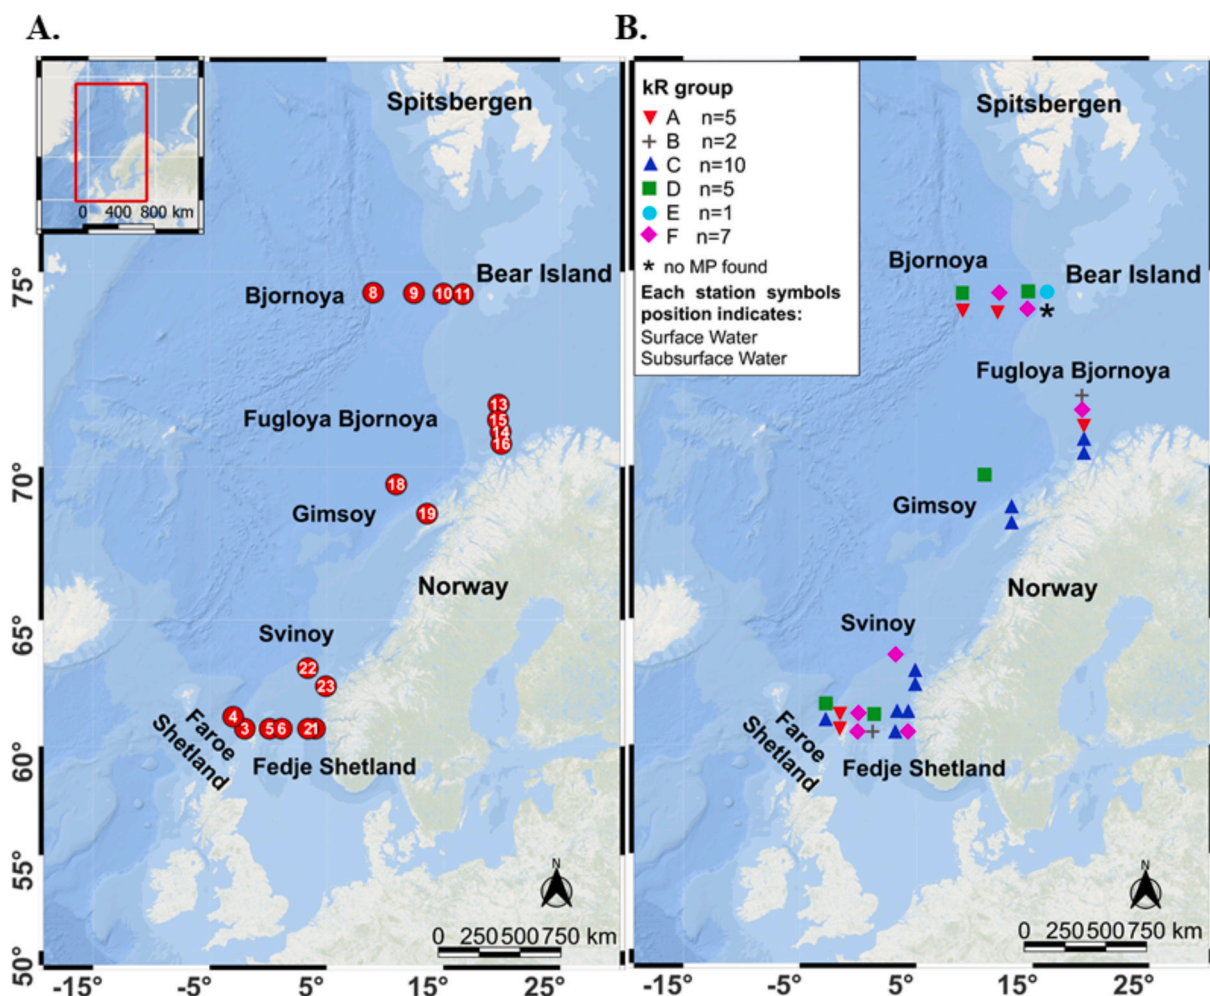 A.
B.
Spitsbergen
0 400 800 km
Bear Island
Bjornoya
8 9 10 11
Fugloya Bjornoya
13
15
14
16
18
Gimsoy
19
Norway
Svinoy
22
23
4
3 5 6 2 1
Faroe
Shetland
Fedje Shetland
N
0 250 500 750 km
75°
70°
65°
60°
55°
50°
-15° -5° 5° 15° 25°
kR group
A n=5
B n=2
C n=10
D n=5
E n=1
F n=7
* no MP found
Each station symbols
position indicates:
Surface Water
Subsurface Water
Spitsbergen
Bjornoya
Bear Island
*
Fugloya Bjornoya
Gimsoy
Norway
Svinoy
Faroe
Shetland
Fedje Shetland
N
0 250 500 750 km
-15° -5° 5° 15° 25°